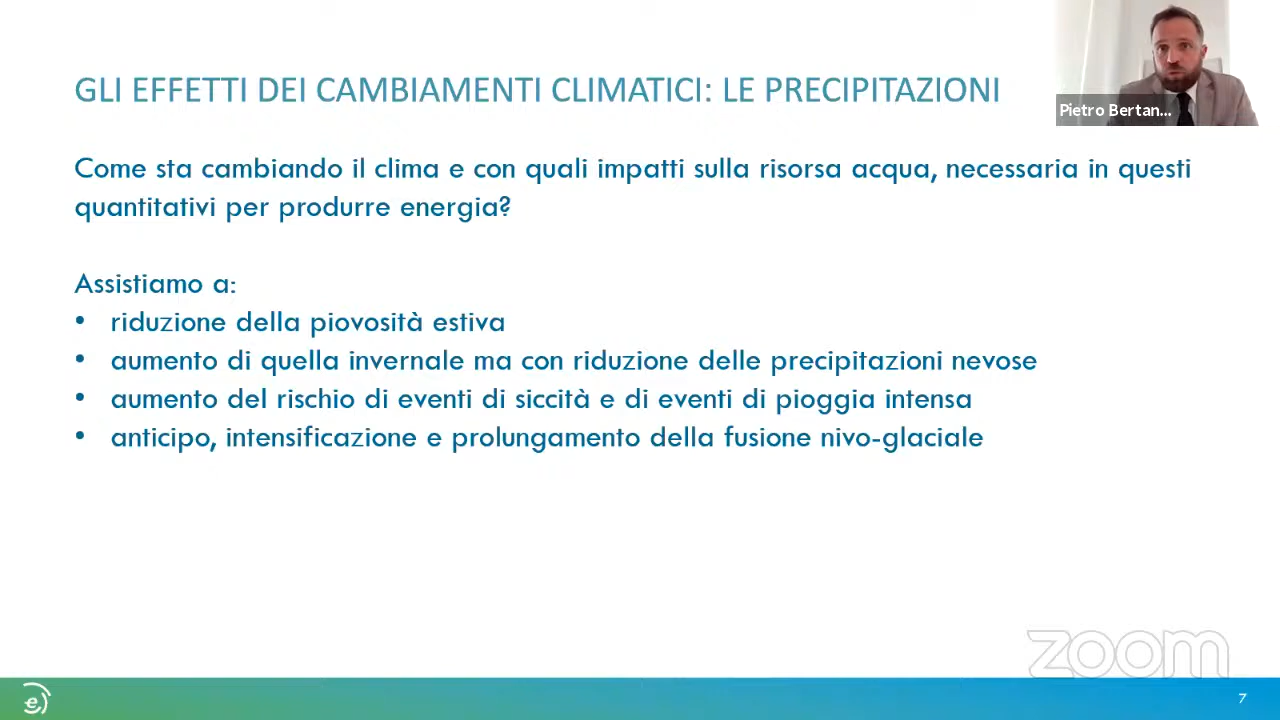 GLI EFFETTI DEI CAMBIAMENTI CLIMATICI: LE PRECIPITAZIONI
Pietro Bertan...
Come sta cambiando il clima e con quali impatti sulla risorsa acqua, necessaria in questi
quantitativi per produrre energia?
Assistiamo a:
• riduzione della piovosità estiva
• aumento di quella invernale ma con riduzione delle precipitazioni nevose
• aumento del rischio di eventi di siccità e di eventi di pioggia intensa
• anticipo, intensificazione e prolungamento della fusione nivo-glaciale
zoom
e
7